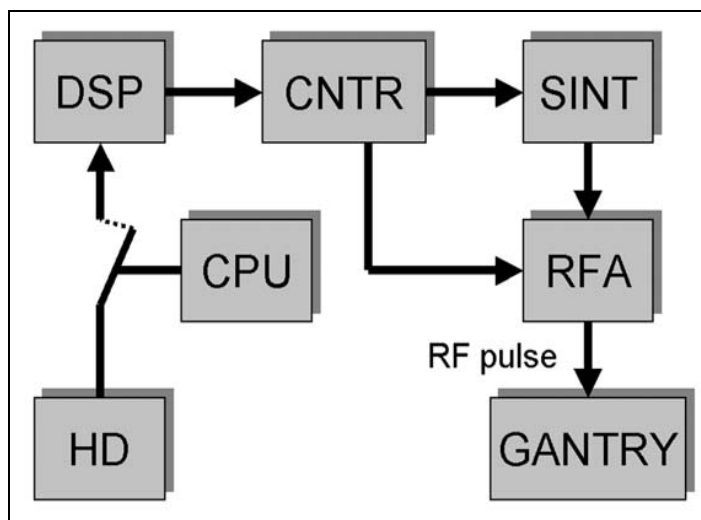 DSP
CNTR
SINT
CPU
RFA
RF pulse
HD
GANTRY